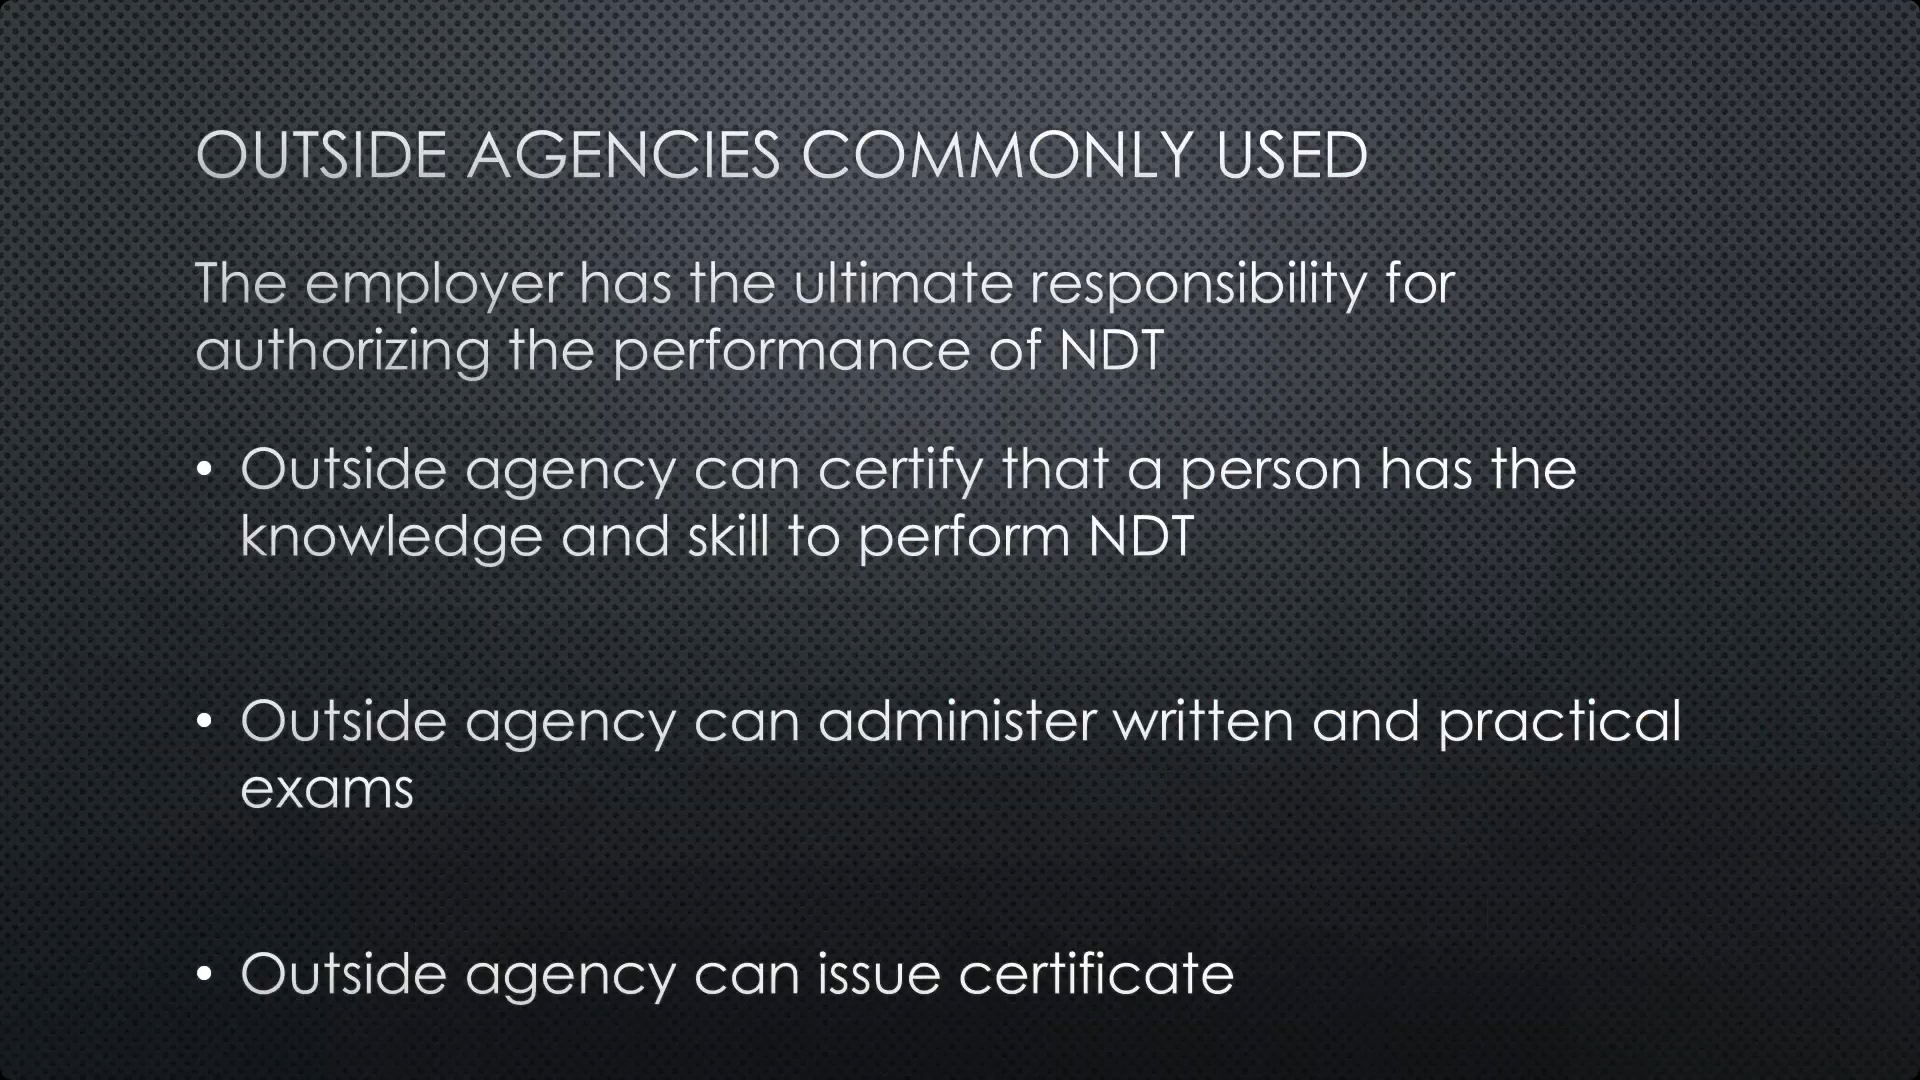 OUTSIDE AGENCIES COMMONLY USED
The employer has the ultimate responsibility for
authorizing the performance of NDT
• Outside agency can certify that a person has the
knowledge and skill to perform NDT
• Outside agency can administer written and practical
exams
• Outside agency can issue certificate